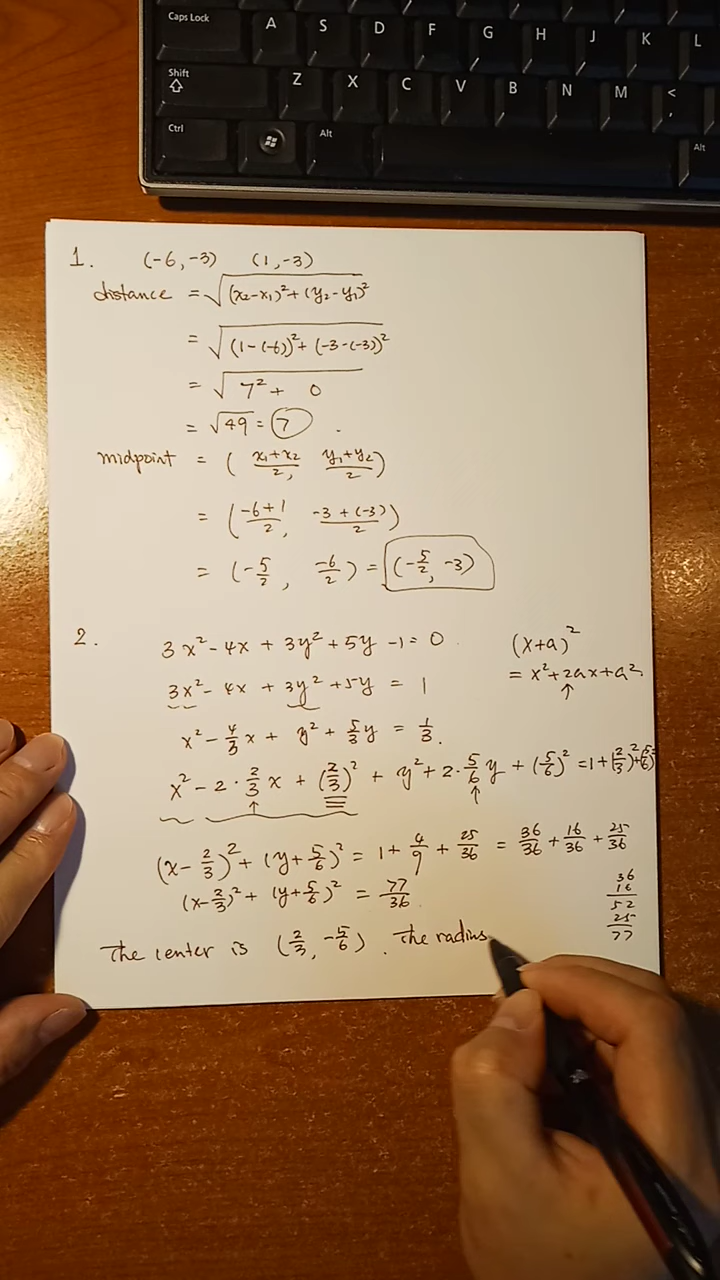 Caps Lock A S D F G H J K L
Shift Z X C V B N M <
,
Ctrl Alt Alt
1. (-6, -3) (1, -3)
distance = √((x₂-x₁)²+(y₂-y₁)²
= √((1-(-6))²+(-3-(-3))²
= √(7² + 0)
= √49 = 7 .
midpoint = ( (x₁+x₂)/2, (y₁+y₂)/2 )
= ( (-6+1)/2, (-3+(-3))/2 )
= (-5/2, -6/2) = (-5/2, -3)
2. 3x²-4x+3y²+5y-1=0 (x+a)²
3x²-4x+3y²+5y = 1 = x²+2ax+a²
↑
x²-4/3x + y²+5/3y = 1/3.
x²-2·2/3x+(2/3)² + y²+2·5/6y+(5/6)²=1+(2/3)²+(5/6)²
↑ ↑
(x-2/3)²+(y+5/6)² = 1+4/9+25/36 = 36/36+16/36+25/36
(x-2/3)²+(y+5/6)² = 77/36.
36
16
52
25
77
The center is (2/3, -5/6). The radius